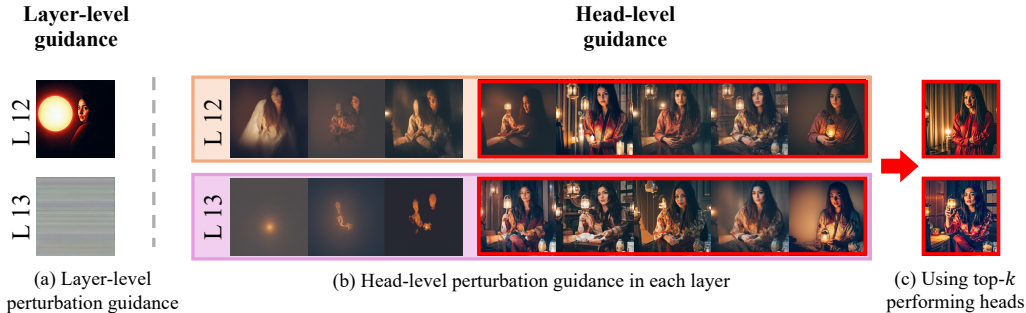 Layer-level
guidance
Head-level
guidance
L 12
L 12
L 13
L 13
(a) Layer-level
perturbation guidance
(b) Head-level perturbation guidance in each layer
(c) Using top-k
performing heads